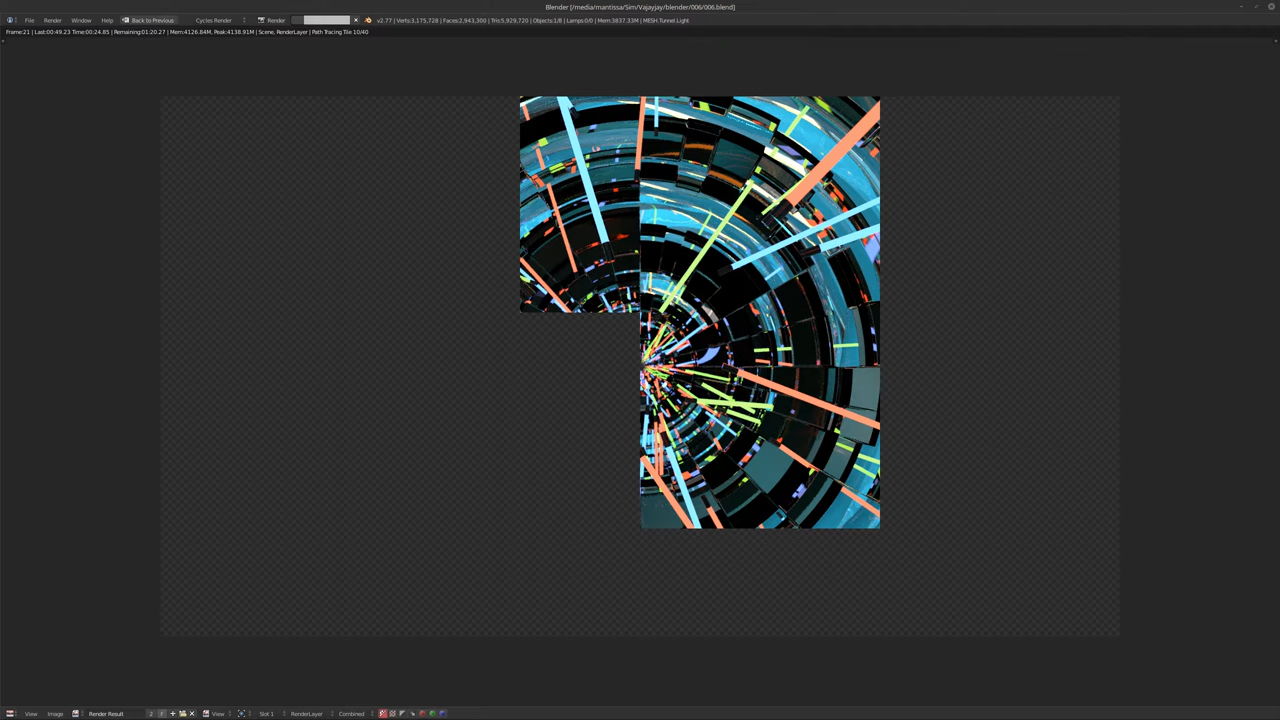 Blender [/media/mantissa/Sim/Vajayjay/blender/006/006.blend]
File Render Window Help Back to Previous Cycles Render Render v2.77 | Verts:3,175,728 | Faces:2,943,300 | Tris:5,929,720 | Objects:1/8 | Lamps:0/0 | Mem:3837.33M | MESH.Tunnel.Light
Frame:21 | Last:00:49.23 Time:00:24.85 | Remaining:01:20.27 | Mem:4126.84M, Peak:4138.91M | Scene, RenderLayer | Path Tracing Tile 10/40
View Image Render Result 2 F View Slot 1 RenderLayer Combined